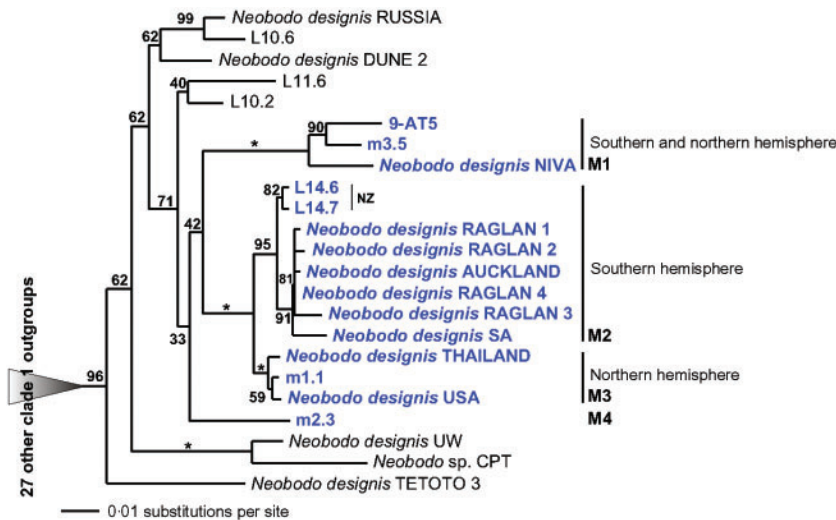 99
Neobodo designis RUSSIA
62
L10.6
Neobodo designis DUNE 2
40
L11.6
62
L10.2
90
9-AT5
*
m3.5
Southern and northern hemisphere
Neobodo designis NIVA
M1
71
82
L14.6
NZ
L14.7
42
Neobodo designis RAGLAN 1
95
Neobodo designis RAGLAN 2
62
81
Neobodo designis AUCKLAND
Southern hemisphere
Neobodo designis RAGLAN 4
*
91
Neobodo designis RAGLAN 3
33
Neobodo designis SA
M2
Neobodo designis THAILAND
*
m1.1
Northern hemisphere
96
59
Neobodo designis USA
M3
m2.3
M4
27 other clade 1 outgroups
Neobodo designis UW
*
Neobodo sp. CPT
Neobodo designis TETOTO 3
0·01 substitutions per site